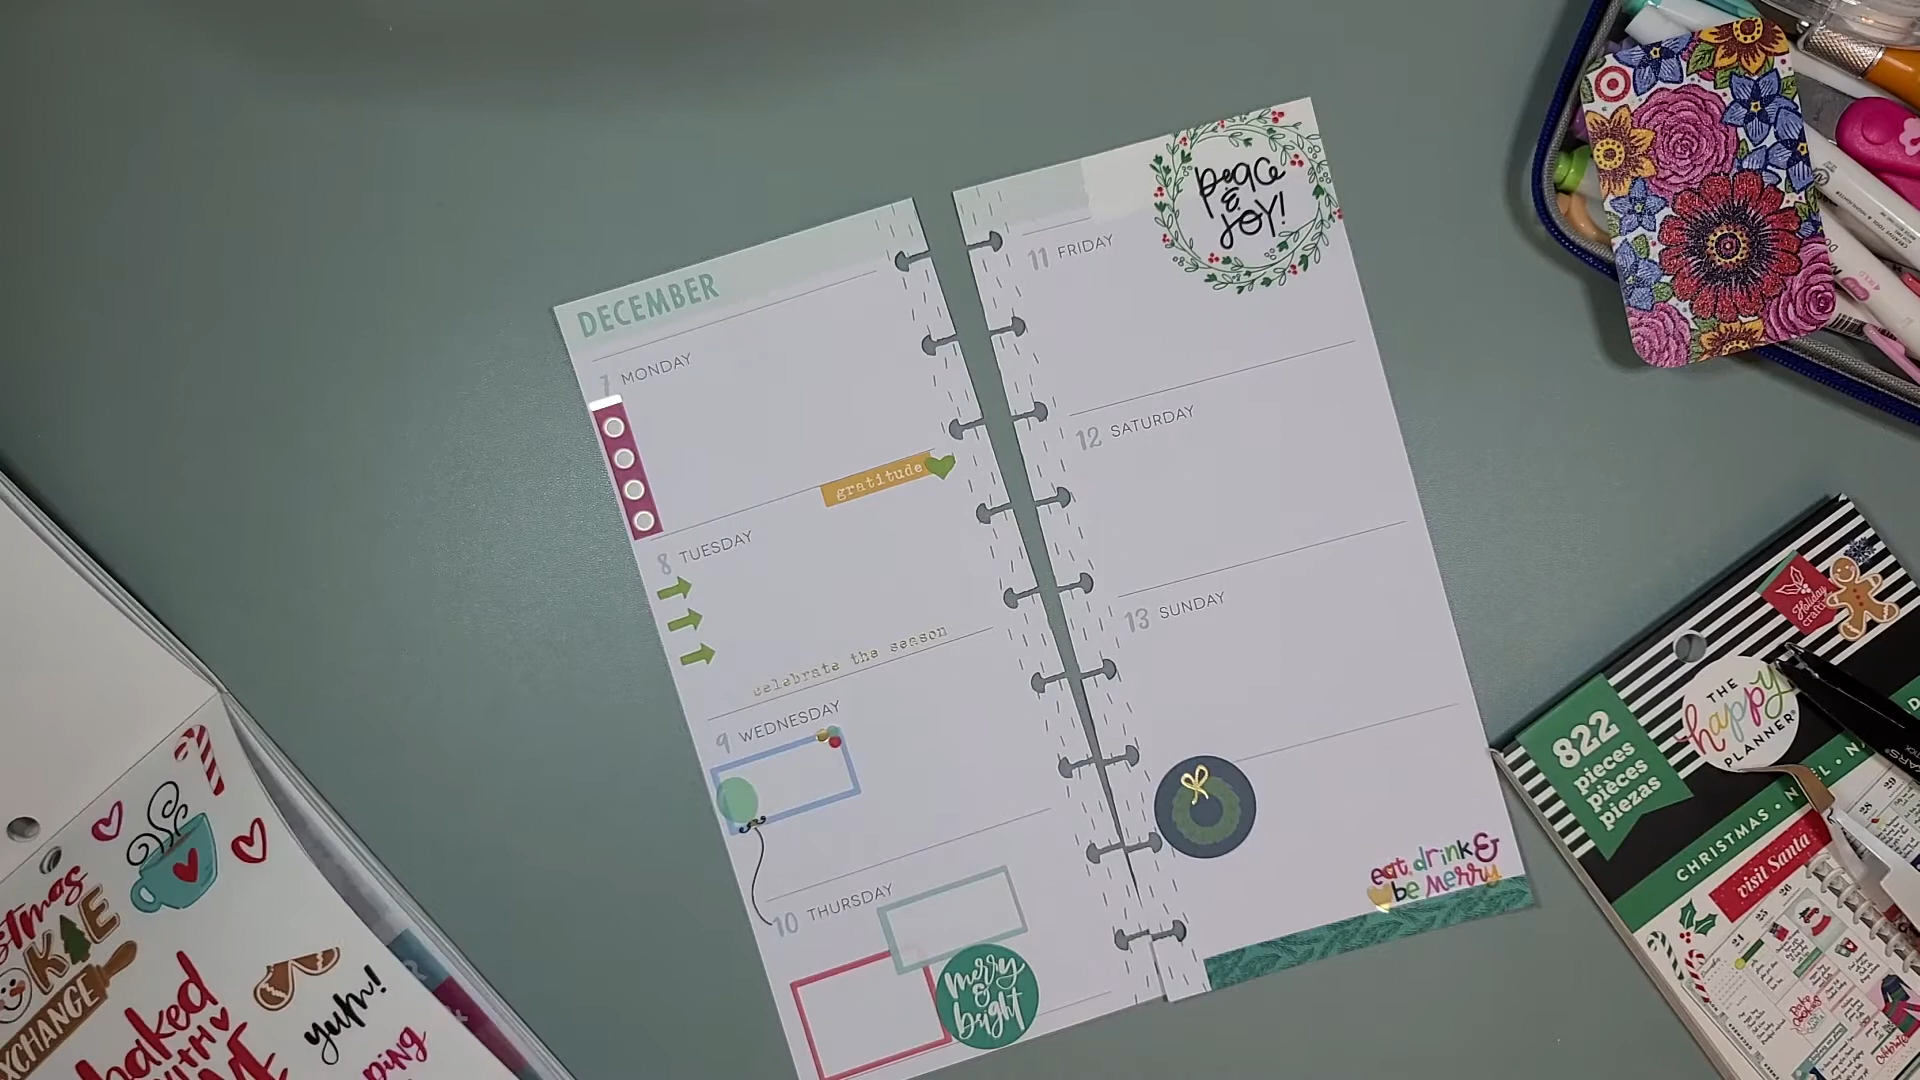 DECEMBER
7 MONDAY
gratitude
8 TUESDAY
celebrate the season
9 WEDNESDAY
10 THURSDAY
merry
&
bright
peace
&
JOY!
11 FRIDAY
12 SATURDAY
13 SUNDAY
eat, drink &
be merry
EXCHANGE
baked
WITH
ME
yum!
Holiday
crafts
THE
happy
PLANNER®
822
pieces
pièces
piezas
CHRISTMAS • N
visit Santa